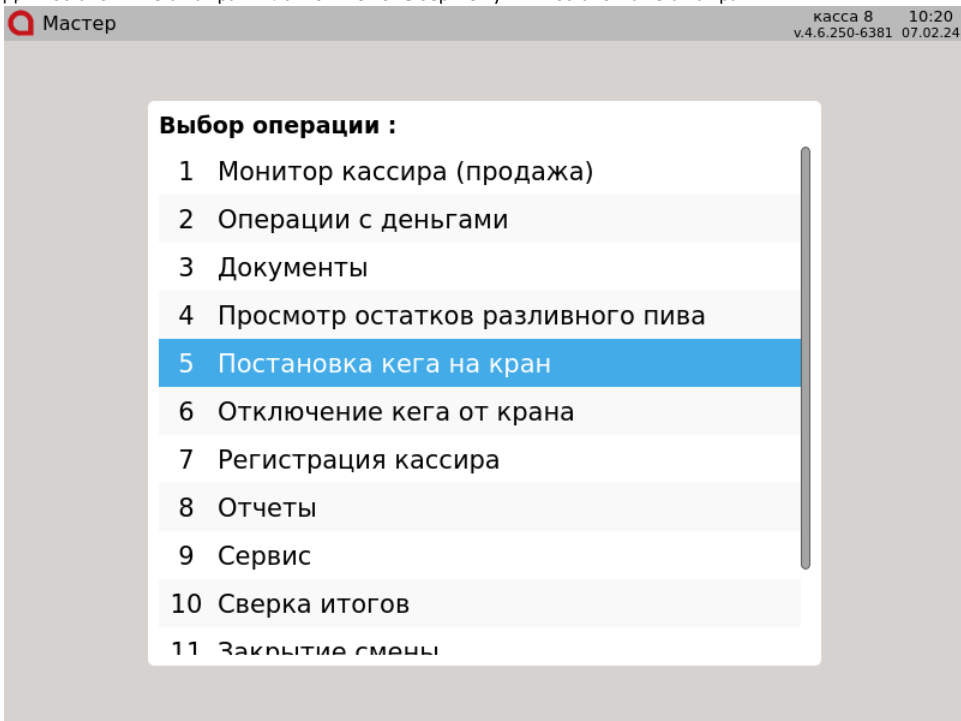 Мастер
касса 8 10:20
v.4.6.250-6381 07.02.24
Выбор операции :
1 Монитор кассира (продажа)
2 Операции с деньгами
3 Документы
4 Просмотр остатков разливного пива
5 Постановка кега на кран
6 Отключение кега от крана
7 Регистрация кассира
8 Отчеты
9 Сервис
10 Сверка итогов
11 Закрытие смены